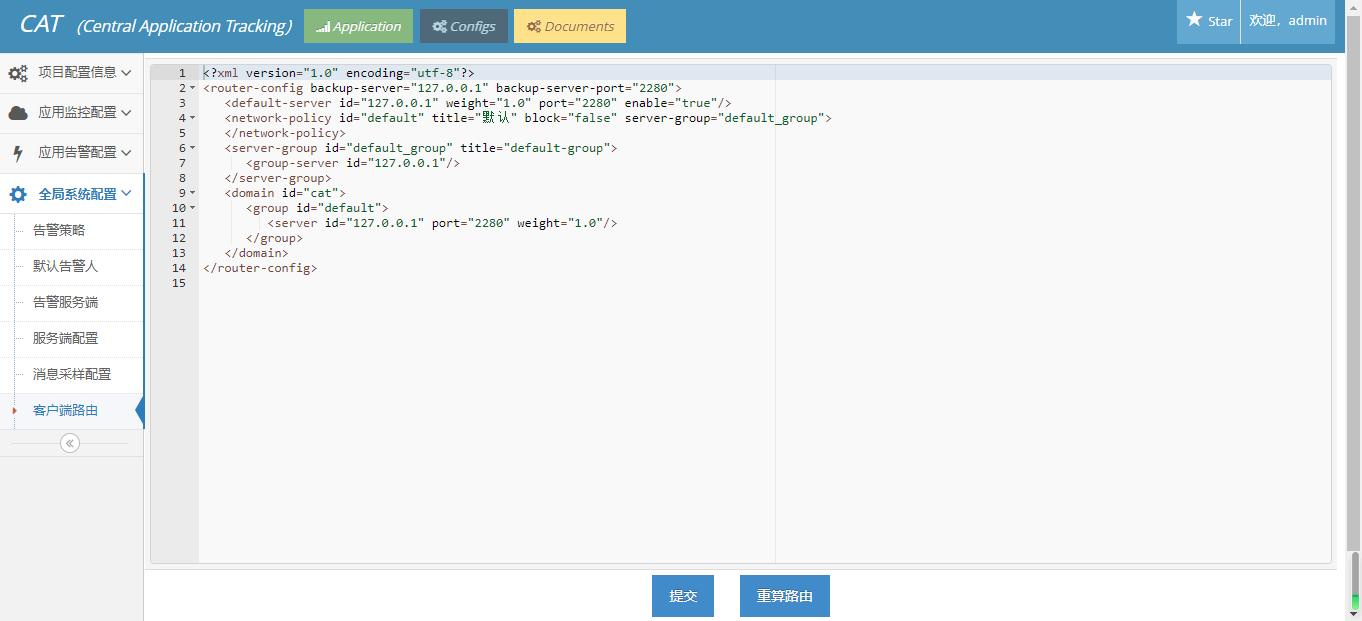 CAT (Central Application Tracking) Application Configs Documents Star 欢迎，admin
项目配置信息
应用监控配置
应用告警配置
全局系统配置
告警策略
默认告警人
告警服务端
服务端配置
消息采样配置
客户端路由
1 <?xml version="1.0" encoding="utf-8"?>
2 <router-config backup-server="127.0.0.1" backup-server-port="2280">
3 <default-server id="127.0.0.1" weight="1.0" port="2280" enable="true"/>
4 <network-policy id="default" title="默认" block="false" server-group="default_group">
5 </network-policy>
6 <server-group id="default_group" title="default-group">
7 <group-server id="127.0.0.1"/>
8 </server-group>
9 <domain id="cat">
10 <group id="default">
11 <server id="127.0.0.1" port="2280" weight="1.0"/>
12 </group>
13 </domain>
14 </router-config>
15
提交 重算路由